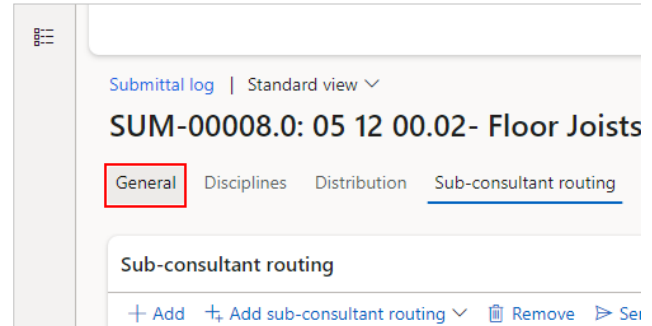 Submittal log | Standard view
SUM-00008.0: 05 12 00.02- Floor Joists
General Disciplines Distribution Sub-consultant routing
Sub-consultant routing
Add Add sub-consultant routing Remove